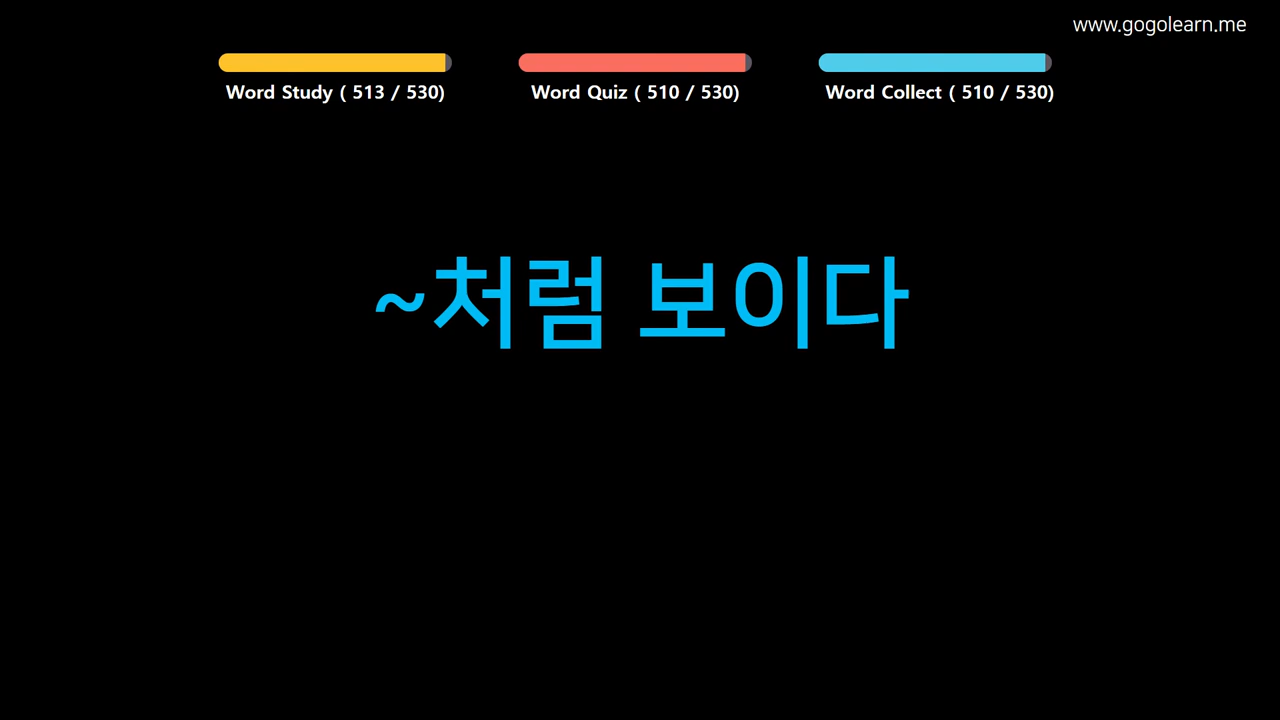 www.gogolearn.me
Word Study ( 513 / 530)
Word Quiz ( 510 / 530)
Word Collect ( 510 / 530)
~처럼 보이다